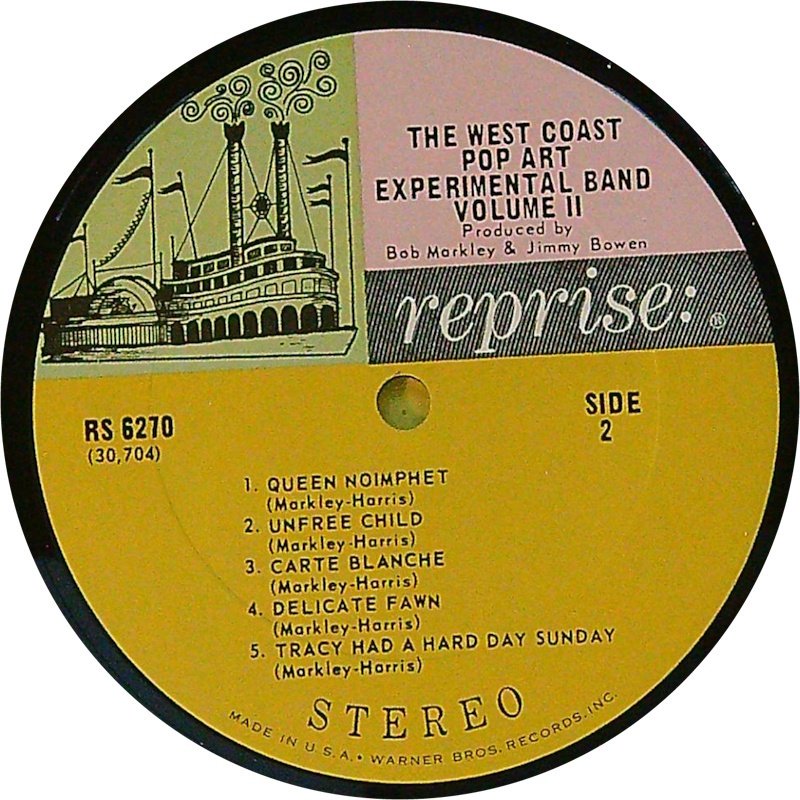 THE WEST COAST
POP ART
EXPERIMENTAL BAND
VOLUME II
Produced by
Bob Markley & Jimmy Bowen
reprise: ®
RS 6270
(30,704)
SIDE
2
1. QUEEN NOIMPHET
(Markley-Harris)
2. UNFREE CHILD
(Markley-Harris)
3. CARTE BLANCHE
(Markley-Harris)
4. DELICATE FAWN
(Markley-Harris)
5. TRACY HAD A HARD DAY SUNDAY
(Markley-Harris)
STEREO
MADE IN U.S.A. • WARNER BROS. RECORDS, INC.